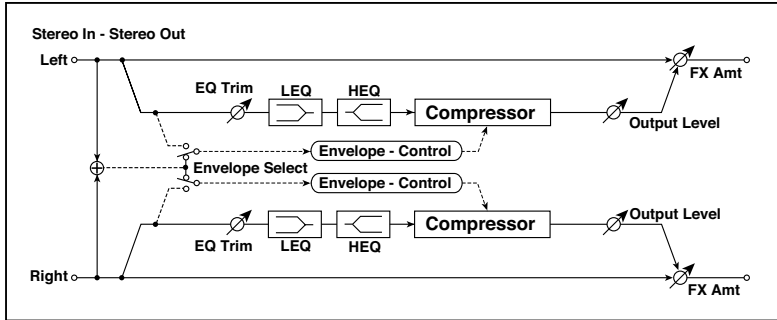 Stereo In - Stereo Out
Left
FX Amt
EQ Trim
LEQ
HEQ
Compressor
Output Level
Envelope - Control
Envelope Select
Envelope - Control
EQ Trim
LEQ
HEQ
Compressor
Output Level
Right
FX Amt